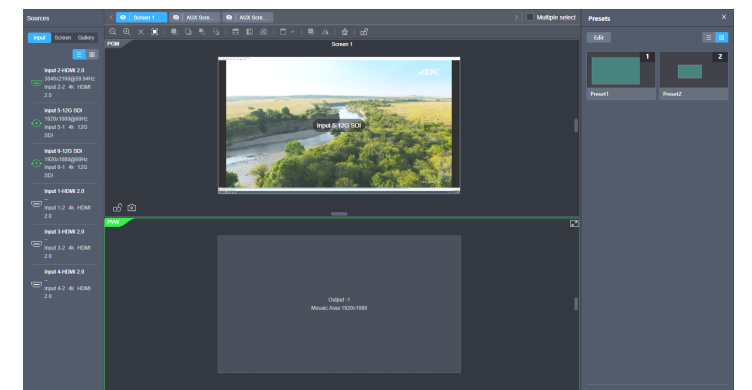 Sources
Input Screen Gallery
Input 2-HDMI 2.0
3840x2160@59.94Hz
Input 2-2 4k HDMI
2.0
Input 5-12G SDI
1920x1080@60Hz
Input 5-1 4k 12G
SDI
Input 6-12G SDI
1920x1080@60Hz
Input 6-1 4k 12G
SDI
Input 1-HDMI 2.0
--
Input 1-2 4k HDMI
2.0
Input 3-HDMI 2.0
--
Input 3-2 4k HDMI
2.0
Input 4-HDMI 2.0
--
Input 4-2 4k HDMI
2.0
Screen 1 AUX Scre... AUX Scre...
Multiple select
PGM
Screen 1
4K
Input 5-12G SDI
PVW
Output -1
Mosaic Area 1920x1080
Presets
Edit
1
Preset1
2
Preset2